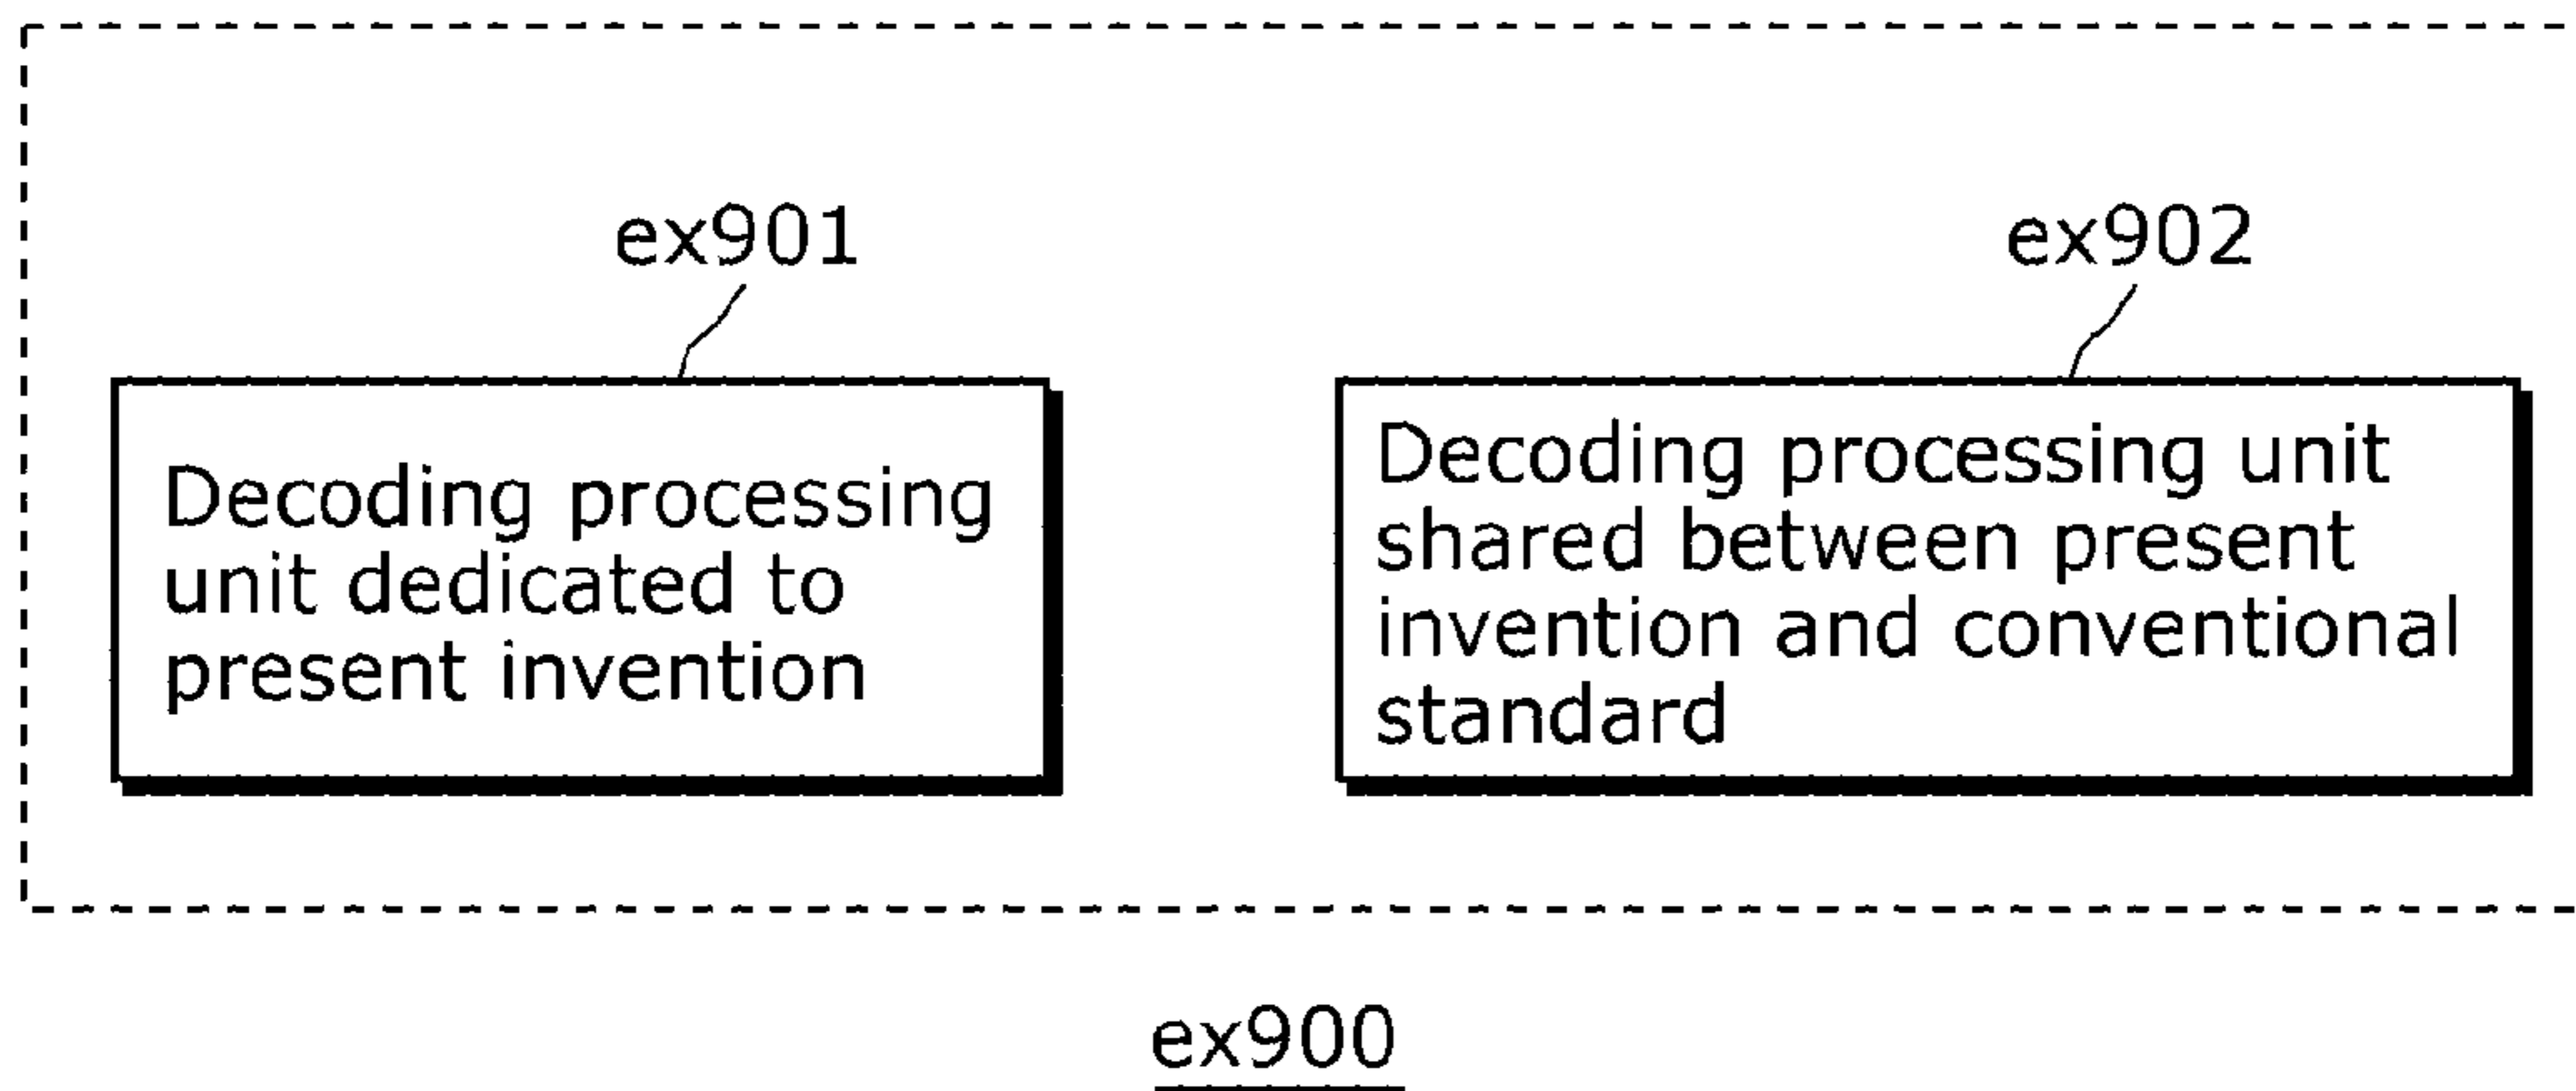 ex901
ex902
Decoding processing
unit dedicated to
present invention
Decoding processing unit
shared between present
invention and conventional
standard
ex900